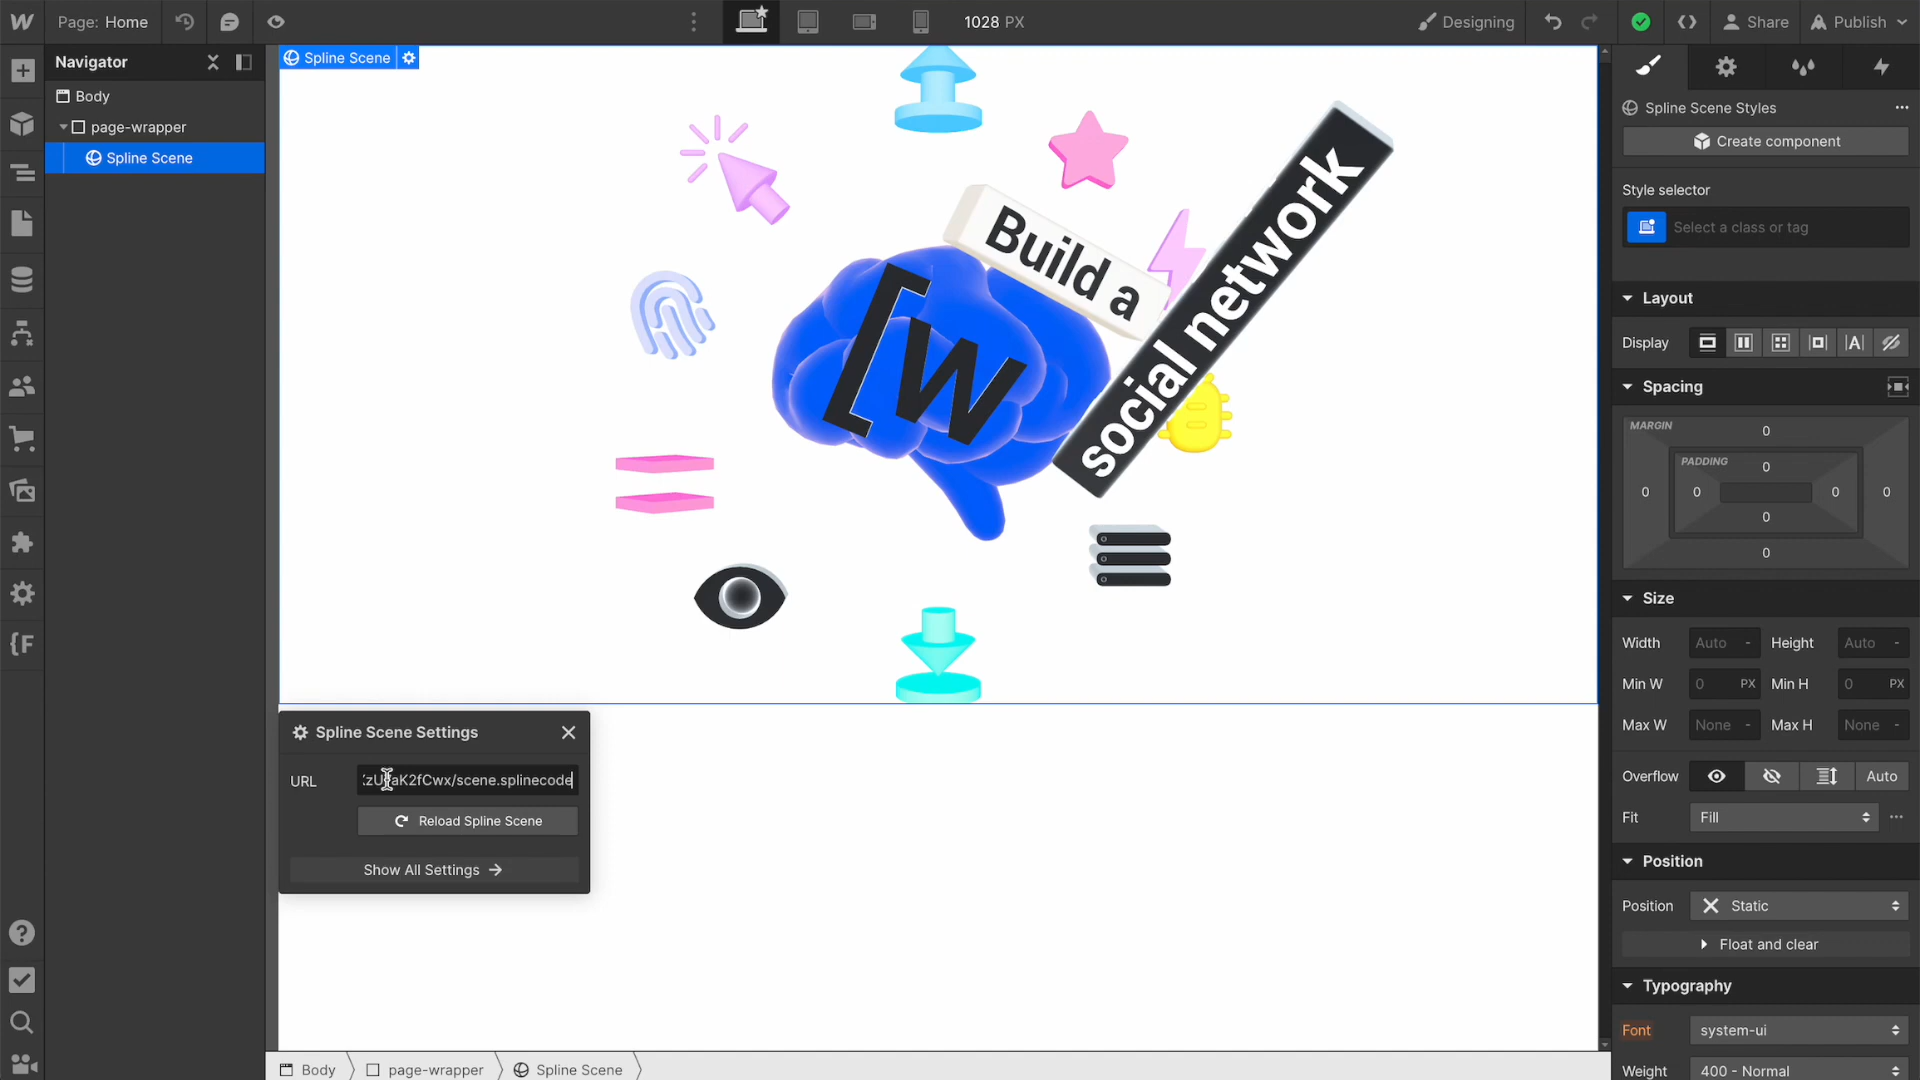 Page: Home
1028 PX
Designing
Share
Publish
Navigator
Body
page-wrapper
Spline Scene
Spline Scene
Build a
social network
[w
Spline Scene Settings
URL
aK2fCwx/scene.splinecode
Reload Spline Scene
Show All Settings
Body
page-wrapper
Spline Scene
Spline Scene Styles
Create component
Style selector
Select a class or tag
Layout
Display
Spacing
MARGIN
0
PADDING
0
0 0 0 0
0
0
Size
Width Auto - Height Auto -
Min W 0 PX Min H 0 PX
Max W None - Max H None -
Overflow Auto
Fit Fill
Position
Position Static
Float and clear
Typography
Font system-ui
Weight 400 - Normal